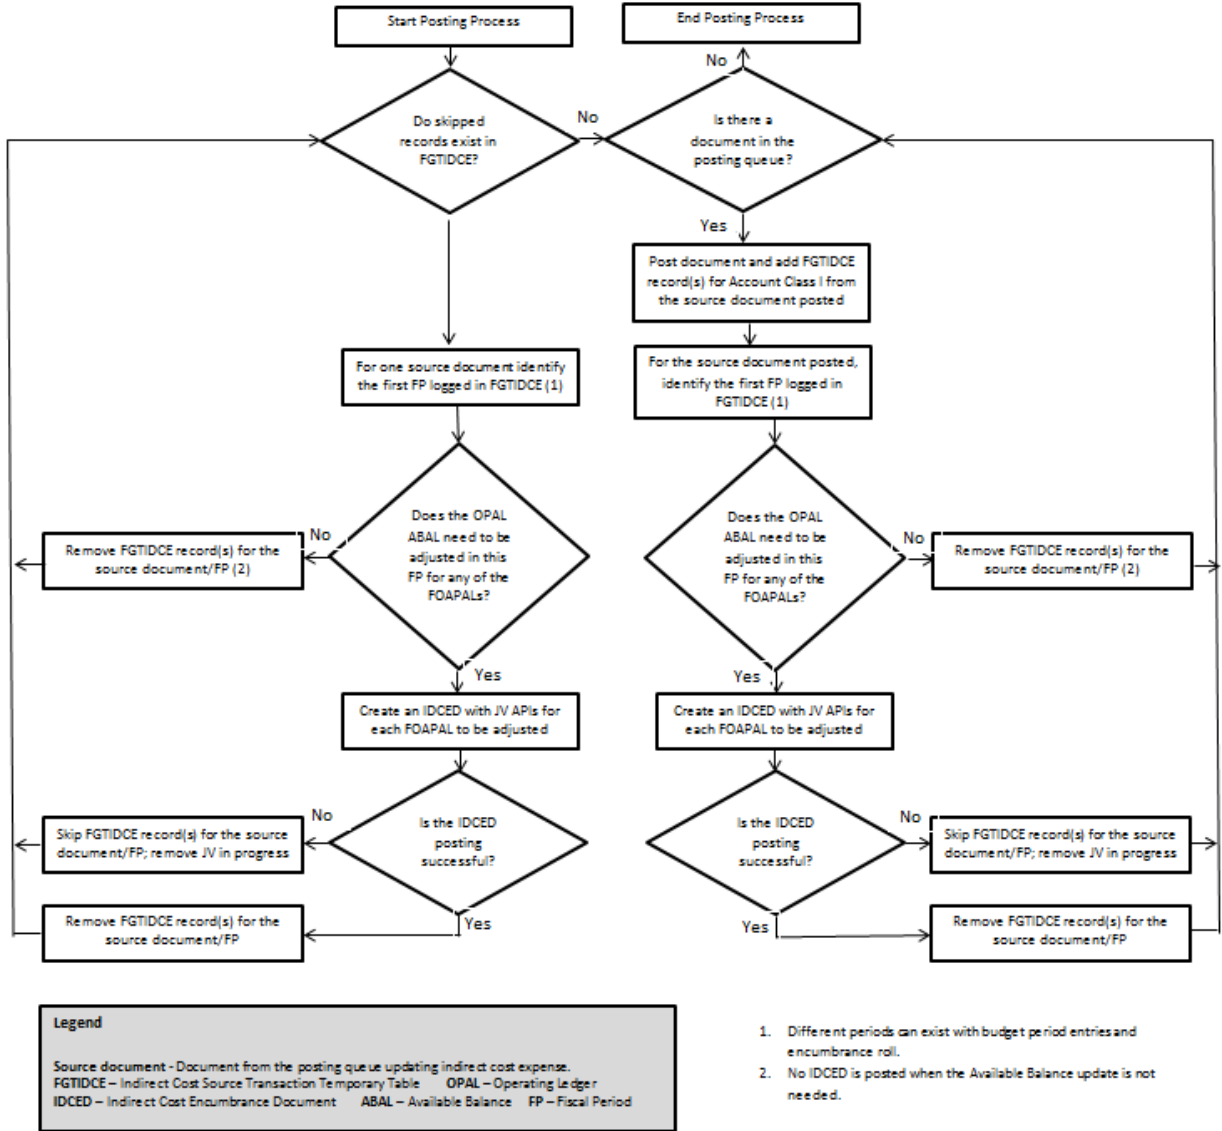 Start Posting Process
End Posting Process
No
Do skipped
records exist in
FGTIDCE?
No
Is there a
document in the
posting queue?
Yes
Post document and add FGTIDCE
record(s) for Account Class I from
the source document posted
For one source document identify
the first FP logged in FGTIDCE (1)
For the source document posted,
identify the first FP logged in
FGTIDCE (1)
Does the OPAL
ABAL need to be
adjusted in this
FP for any of the
FOAPALs?
No
Remove FGTIDCE record(s) for the
source document/FP (2)
Yes
Does the OPAL
ABAL need to be
adjusted in this
FP for any of the
FOAPALs?
No
Remove FGTIDCE record(s) for the
source document/FP (2)
Yes
Create an IDCED with JV APIs for
each FOAPAL to be adjusted
Create an IDCED with JV APIs for
each FOAPAL to be adjusted
Is the IDCED
posting
successful?
No
Skip FGTIDCE record(s) for the source
document/FP; remove JV in progress
Yes
Remove FGTIDCE record(s) for the
source document/FP
Is the IDCED
posting
successful?
No
Skip FGTIDCE record(s) for the source
document/FP; remove JV in progress
Yes
Remove FGTIDCE record(s) for the
source document/FP
Legend
Source document - Document from the posting queue updating indirect cost expense.
FGTIDCE – Indirect Cost Source Transaction Temporary Table OPAL – Operating Ledger
IDCED – Indirect Cost Encumbrance Document ABAL – Available Balance FP – Fiscal Period
1. Different periods can exist with budget period entries and
encumbrance roll.
2. No IDCED is posted when the Available Balance update is not
needed.